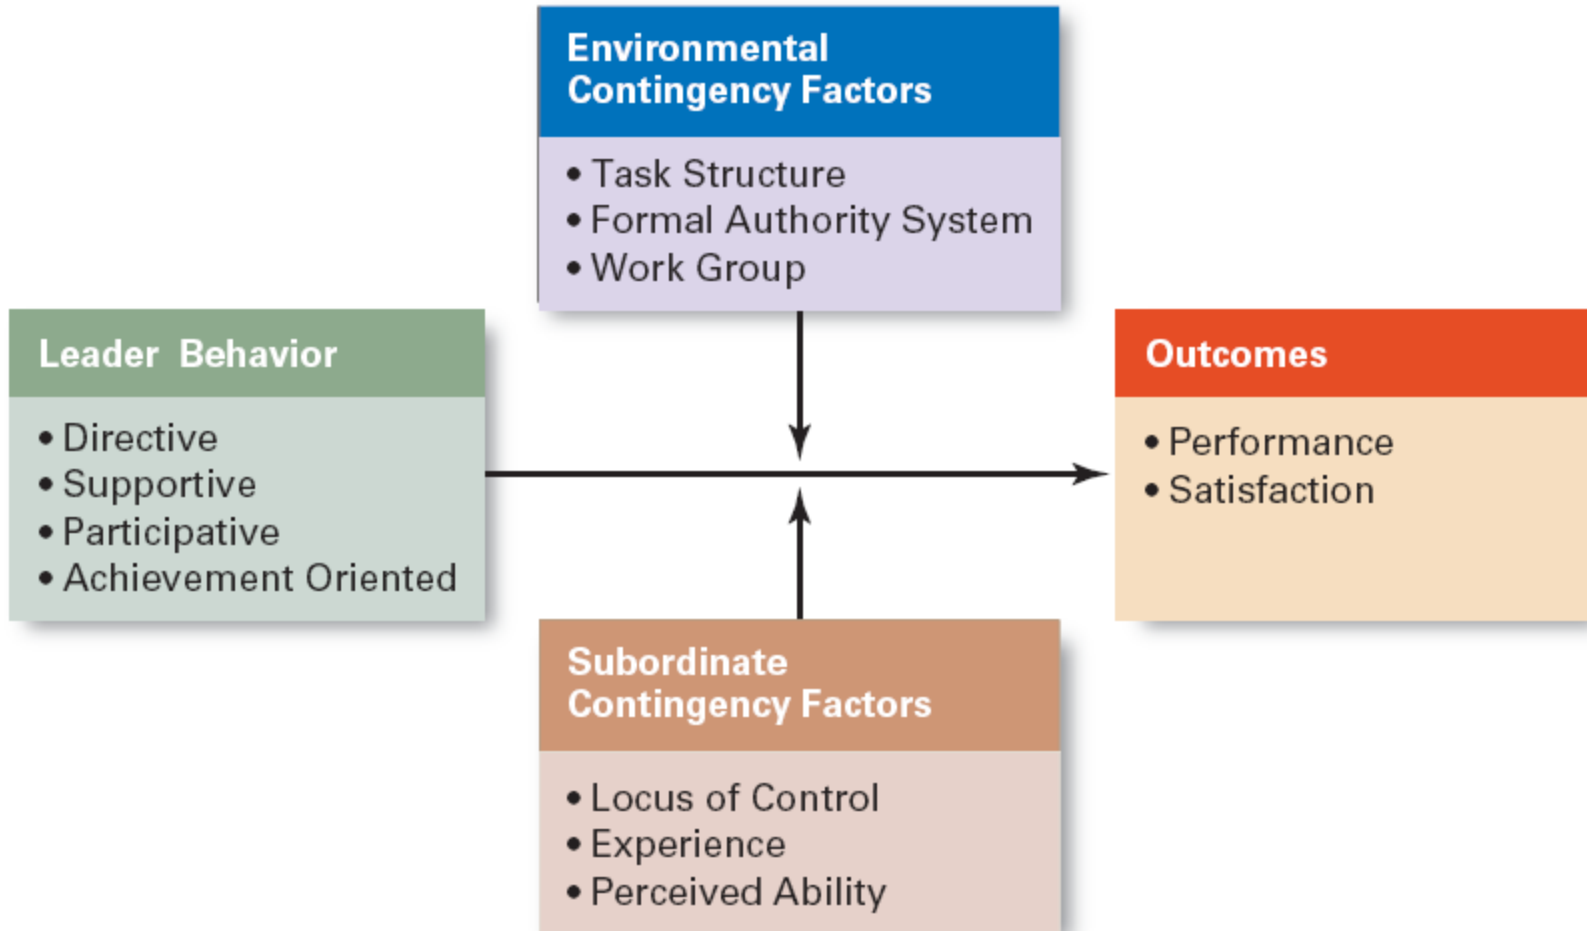 Environmental
Contingency Factors
• Task Structure
• Formal Authority System
• Work Group
Leader Behavior
• Directive
• Supportive
• Participative
• Achievement Oriented
Outcomes
• Performance
• Satisfaction
Subordinate
Contingency Factors
• Locus of Control
• Experience
• Perceived Ability